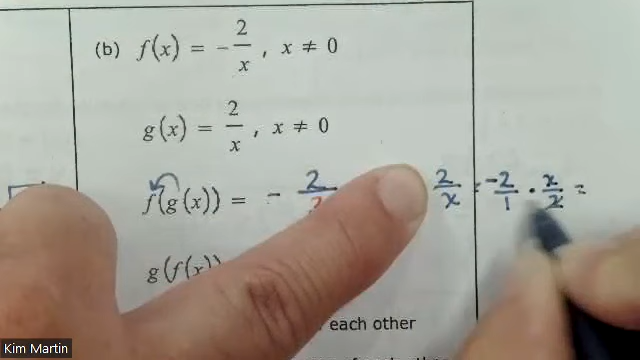 (b) f(x) = - 2/x , x ≠ 0
g(x) = 2/x , x ≠ 0
f(g(x)) = - 2 2/x = -2/1 · x/2 =
g(f(x))
each other
Kim Martin